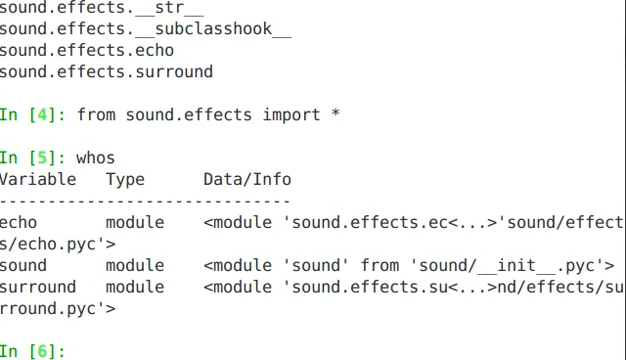 sound.effects.__str__
sound.effects.__subclasshook__
sound.effects.echo
sound.effects.surround
In [4]: from sound.effects import *
In [5]: whos
Variable   Type      Data/Info
------------------------------
echo       module    <module 'sound.effects.ec<...>'sound/effect
s/echo.pyc'>
sound      module    <module 'sound' from 'sound/__init__.pyc'>
surround   module    <module 'sound.effects.su<...>nd/effects/su
rround.pyc'>
In [6]: